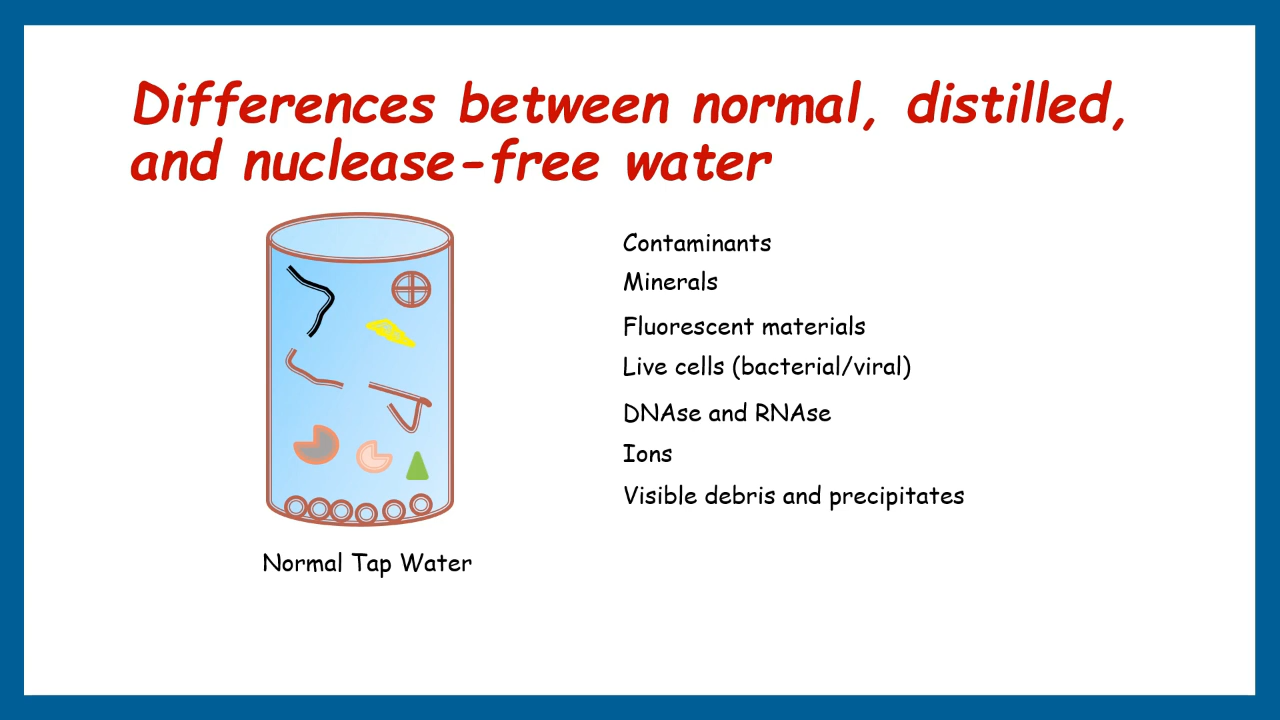 Differences between normal, distilled,
and nuclease-free water
Contaminants
Minerals
Fluorescent materials
Live cells (bacterial/viral)
DNAse and RNAse
Ions
Visible debris and precipitates
Normal Tap Water